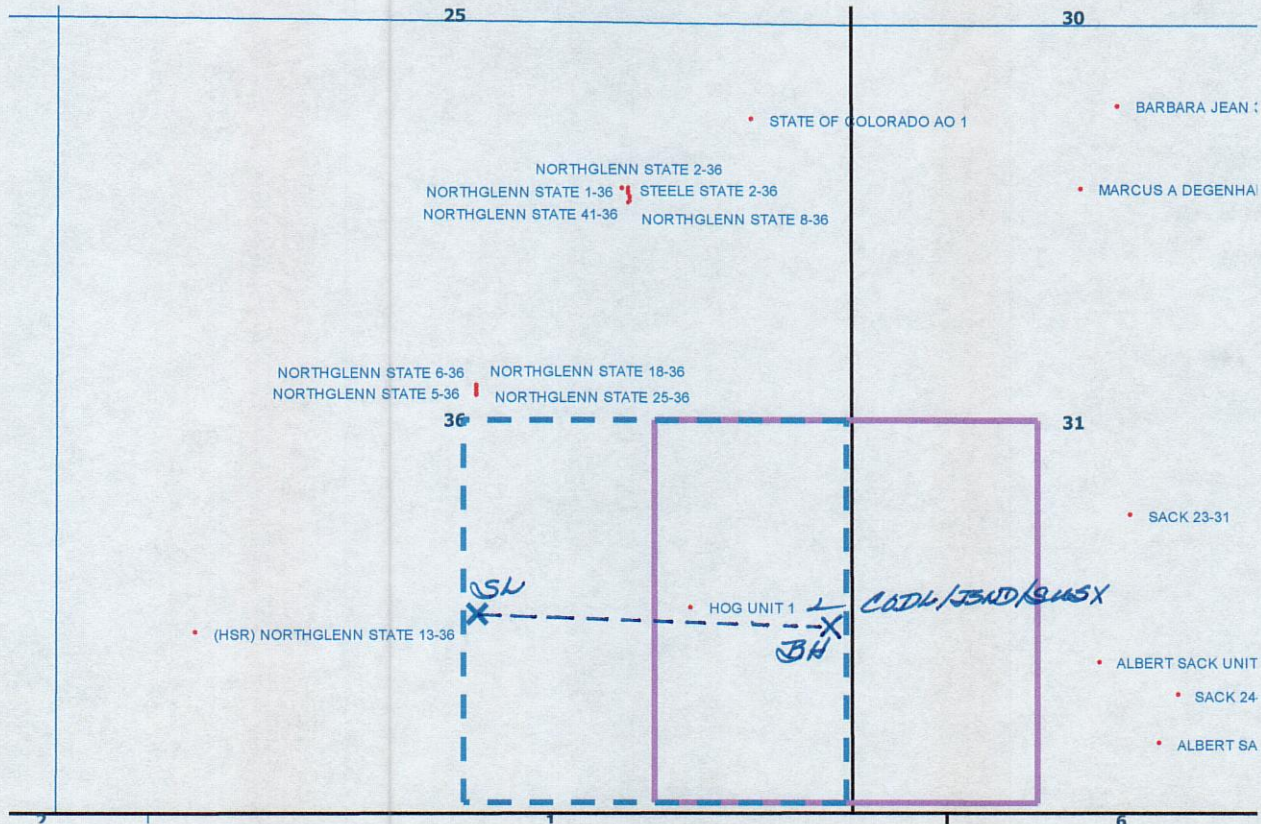 25
30
STATE OF COLORADO AO 1
BARBARA JEAN
NORTHGLENN STATE 2-36
NORTHGLENN STATE 1-36
STEELE STATE 2-36
MARCUS A DEGENHA
NORTHGLENN STATE 41-36
NORTHGLENN STATE 8-36
NORTHGLENN STATE 6-36
NORTHGLENN STATE 18-36
NORTHGLENN STATE 5-36
NORTHGLENN STATE 25-36
36
31
SACK 23-31
SL
HOG UNIT 1
CODL/JSND/SUSX
(HSR) NORTHGLENN STATE 13-36
BH
ALBERT SACK UNIT
SACK 24-
ALBERT SA
2
1
6